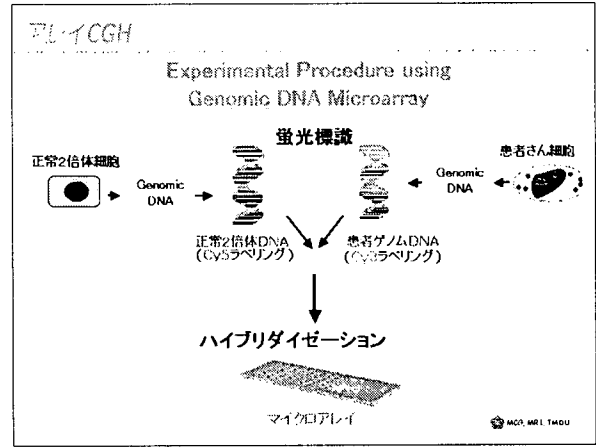 アレイCGH
Experimental Procedure using
Genomic DNA Microarray
蛍光標識
正常2倍体細胞
Genomic
DNA
Genomic
DNA
患者さん細胞
正常2倍体DNA
(Cy5ラベリング)
患者ゲノムDNA
(Cy3ラベリング)
ハイブリダイゼーション
マイクロアレイ
MCG, MRI, TMDU